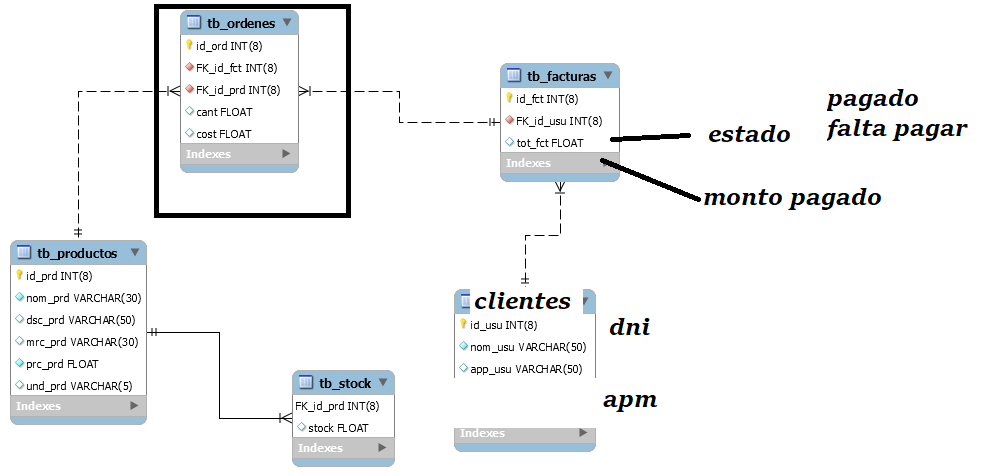 tb_ordenes
id_ord INT(8)
FK_id_fct INT(8)
FK_id_prd INT(8)
cant FLOAT
cost FLOAT
Indexes
tb_facturas
id_fct INT(8)
FK_id_usu INT(8)
tot_fct FLOAT
Indexes
estado
pagado
falta pagar
monto pagado
tb_productos
id_prd INT(8)
nom_prd VARCHAR(30)
dsc_prd VARCHAR(50)
mrc_prd VARCHAR(30)
prc_prd FLOAT
und_prd VARCHAR(5)
Indexes
tb_stock
FK_id_prd INT(8)
stock FLOAT
Indexes
clientes
id_usu INT(8)
nom_usu VARCHAR(50)
app_usu VARCHAR(50)
Indexes
dni
apm